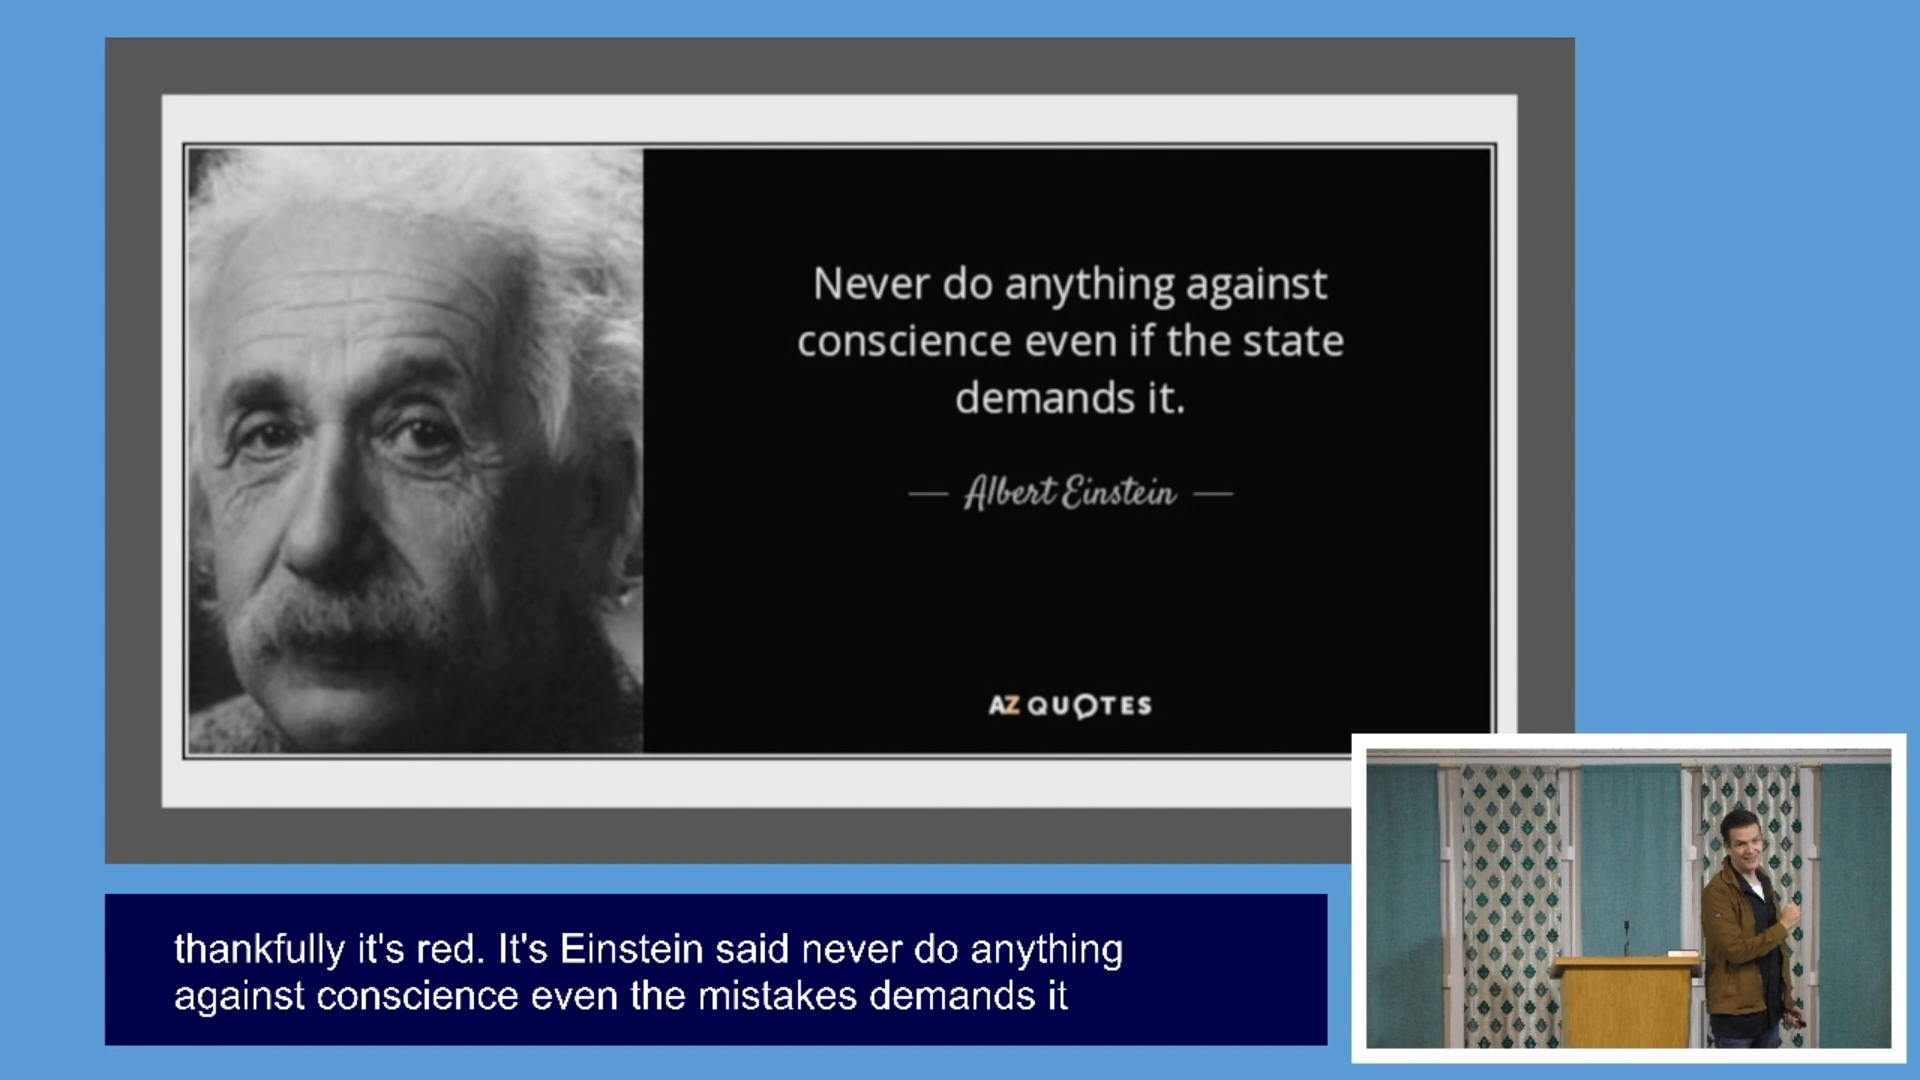 Never do anything against
conscience even if the state
demands it.
— Albert Einstein —
AZ QUOTES
thankfully it's red. It's Einstein said never do anything
against conscience even the mistakes demands it